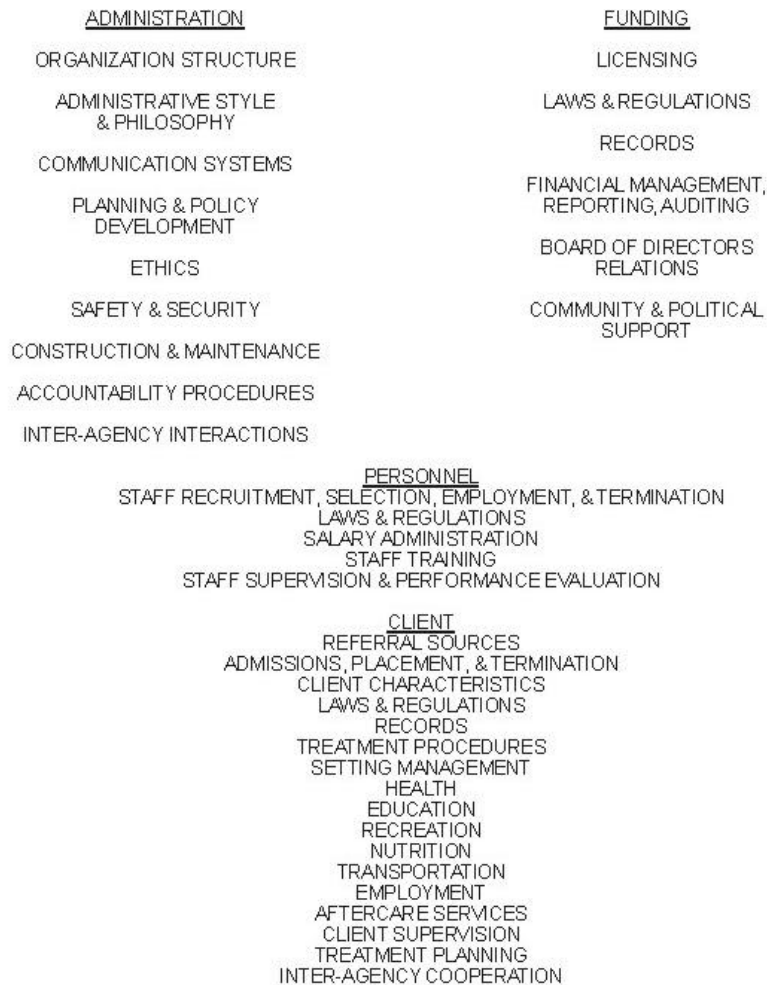 ADMINISTRATION
ORGANIZATION STRUCTURE
ADMINISTRATIVE STYLE
& PHILOSOPHY
COMMUNICATION SYSTEMS
PLANNING & POLICY
DEVELOPMENT
ETHICS
SAFETY & SECURITY
CONSTRUCTION & MAINTENANCE
ACCOUNTABILITY PROCEDURES
INTER-AGENCY INTERACTIONS
FUNDING
LICENSING
LAWS & REGULATIONS
RECORDS
FINANCIAL MANAGEMENT,
REPORTING, AUDITING
BOARD OF DIRECTORS
RELATIONS
COMMUNITY & POLITICAL
SUPPORT
PERSONNEL
STAFF RECRUITMENT, SELECTION, EMPLOYMENT, & TERMINATION
LAWS & REGULATIONS
SALARY ADMINISTRATION
STAFF TRAINING
STAFF SUPERVISION & PERFORMANCE EVALUATION
CLIENT
REFERRAL SOURCES
ADMISSIONS, PLACEMENT, & TERMINATION
CLIENT CHARACTERISTICS
LAWS & REGULATIONS
RECORDS
TREATMENT PROCEDURES
SETTING MANAGEMENT
HEALTH
EDUCATION
RECREATION
NUTRITION
TRANSPORTATION
EMPLOYMENT
AFTERCARE SERVICES
CLIENT SUPERVISION
TREATMENT PLANNING
INTER-AGENCY COOPERATION